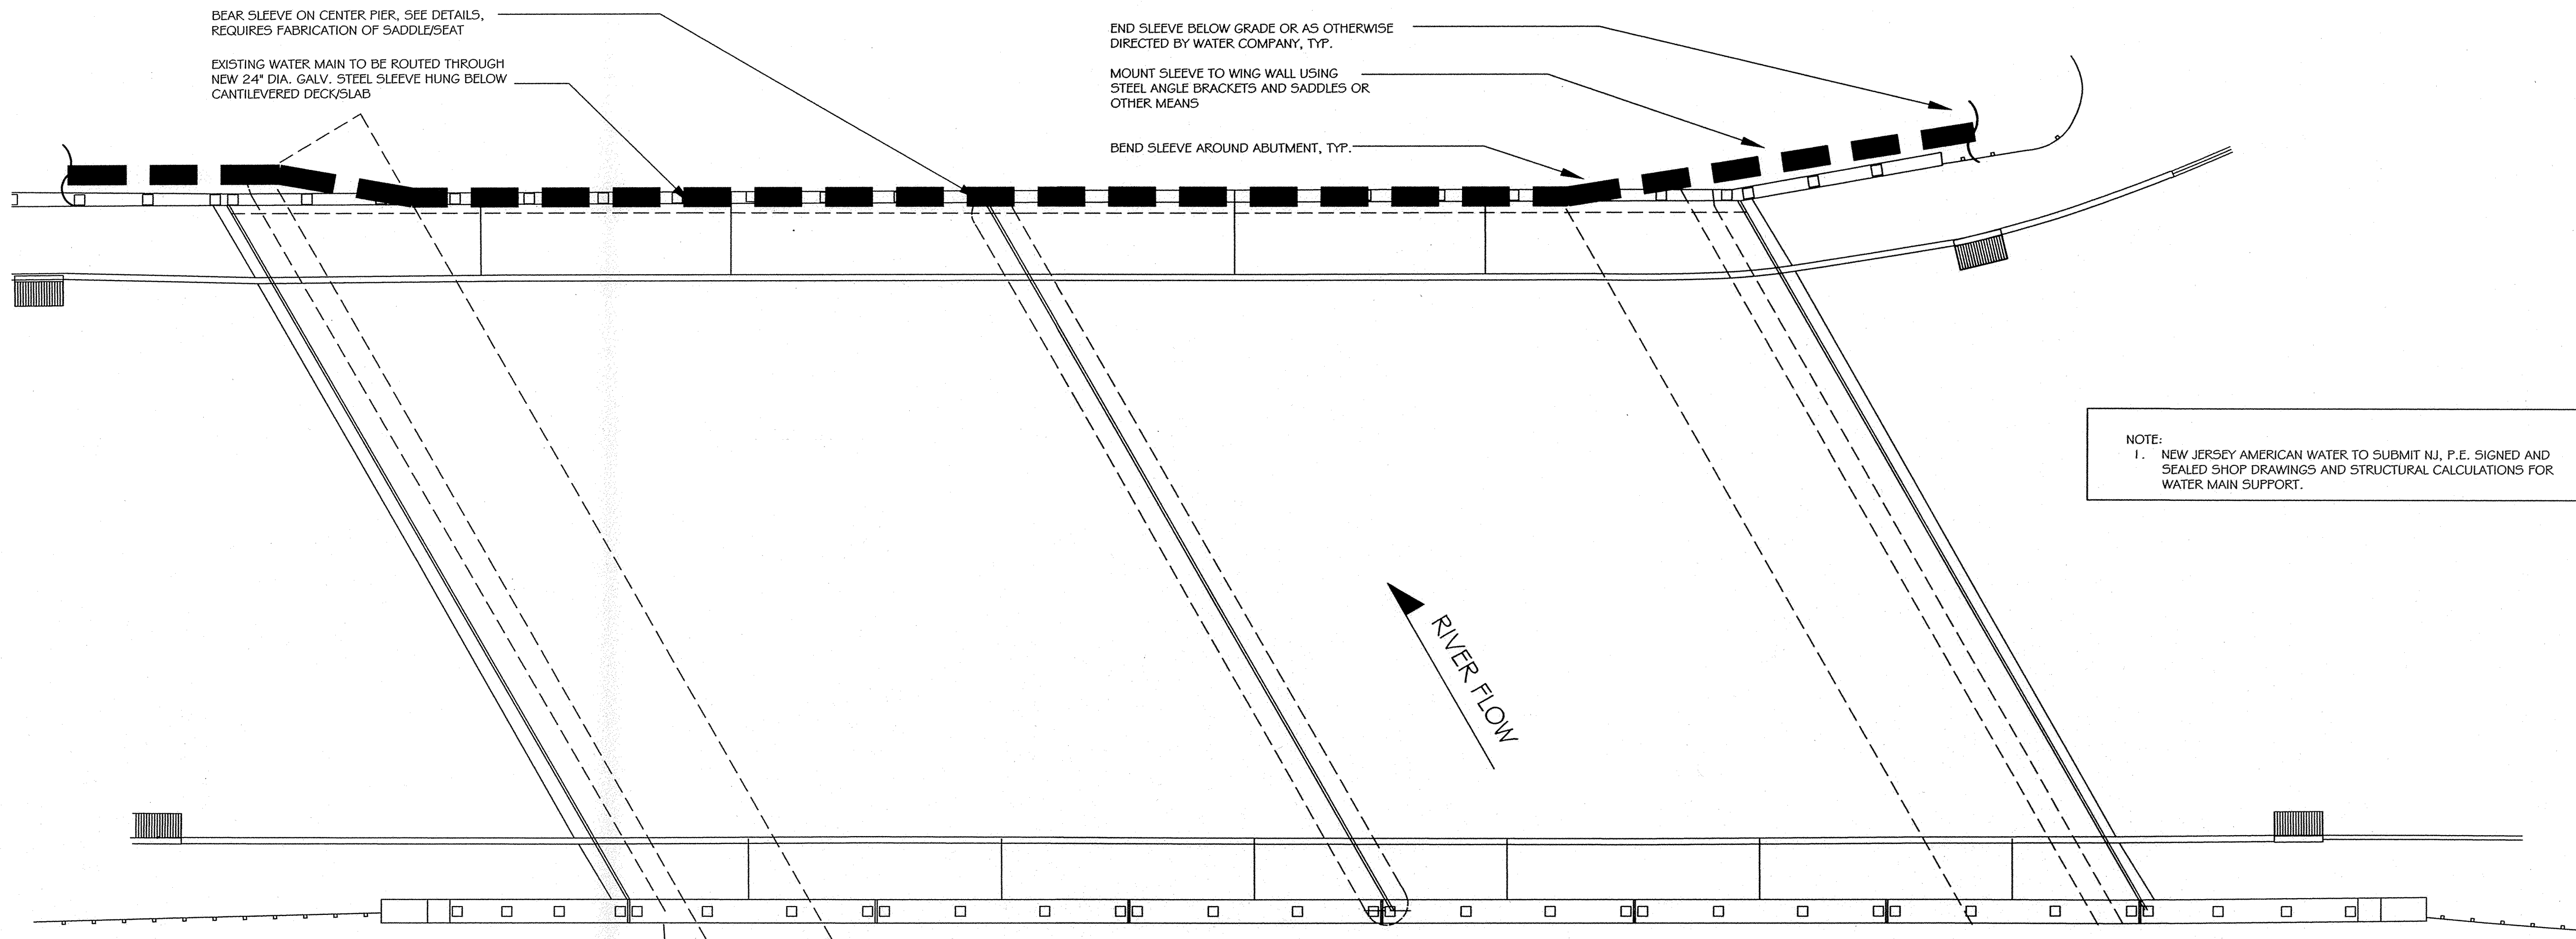 BEAR SLEEVE ON CENTER PIER, SEE DETAILS,
REQUIRES FABRICATION OF SADDLE/SEAT
EXISTING WATER MAIN TO BE ROUTED THROUGH
NEW 24" DIA. GALV. STEEL SLEEVE HUNG BELOW
CANTILEVERED DECK/SLAB
END SLEEVE BELOW GRADE OR AS OTHERWISE
DIRECTED BY WATER COMPANY, TYP.
MOUNT SLEEVE TO WING WALL USING
STEEL ANGLE BRACKETS AND SADDLES OR
OTHER MEANS
BEND SLEEVE AROUND ABUTMENT, TYP.
NOTE:
1. NEW JERSEY AMERICAN WATER TO SUBMIT NJ, P.E. SIGNED AND
SEALED SHOP DRAWINGS AND STRUCTURAL CALCULATIONS FOR
WATER MAIN SUPPORT.
RIVER FLOW